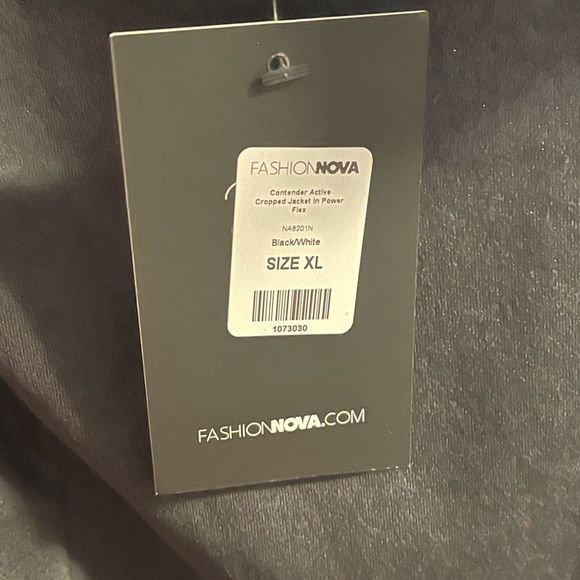 FASHIONNOVA
Contender Active
Cropped Jacket in Power
Flex
NA8201N
Black/White
SIZE XL
1073030
FASHIONNOVA.COM